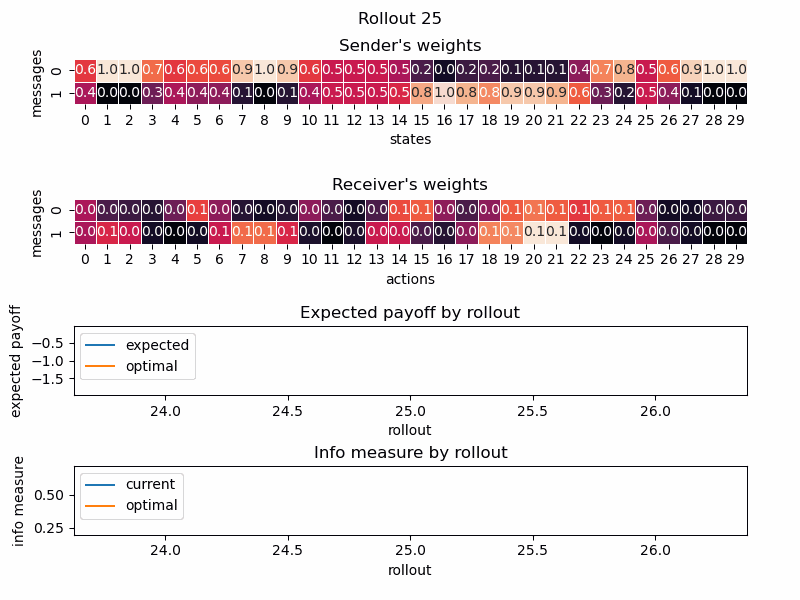 Rollout 25
Sender's weights
messages
0 0.6 1.0 1.0 0.7 0.6 0.6 0.6 0.9 1.0 0.9 0.6 0.5 0.5 0.5 0.5 0.2 0.0 0.2 0.2 0.1 0.1 0.1 0.4 0.7 0.8 0.5 0.6 0.9 1.0 1.0
1 0.4 0.0 0.0 0.3 0.4 0.4 0.4 0.1 0.0 0.1 0.4 0.5 0.5 0.5 0.5 0.8 1.0 0.8 0.8 0.9 0.9 0.9 0.6 0.3 0.2 0.5 0.4 0.1 0.0 0.0
0 1 2 3 4 5 6 7 8 9 10 11 12 13 14 15 16 17 18 19 20 21 22 23 24 25 26 27 28 29
states
Receiver's weights
messages
0 0.0 0.0 0.0 0.0 0.0 0.1 0.0 0.0 0.0 0.0 0.0 0.0 0.0 0.0 0.1 0.1 0.0 0.0 0.0 0.1 0.1 0.1 0.1 0.1 0.1 0.0 0.0 0.0 0.0 0.0
1 0.0 0.1 0.0 0.0 0.0 0.0 0.1 0.1 0.1 0.1 0.0 0.0 0.0 0.0 0.0 0.0 0.0 0.0 0.1 0.1 0.1 0.1 0.0 0.0 0.0 0.0 0.0 0.0 0.0 0.0
0 1 2 3 4 5 6 7 8 9 10 11 12 13 14 15 16 17 18 19 20 21 22 23 24 25 26 27 28 29
actions
Expected payoff by rollout
expected payoff
−0.5
−1.0
−1.5
expected
optimal
24.0 24.5 25.0 25.5 26.0
rollout
Info measure by rollout
info measure
0.50
0.25
current
optimal
24.0 24.5 25.0 25.5 26.0
rollout